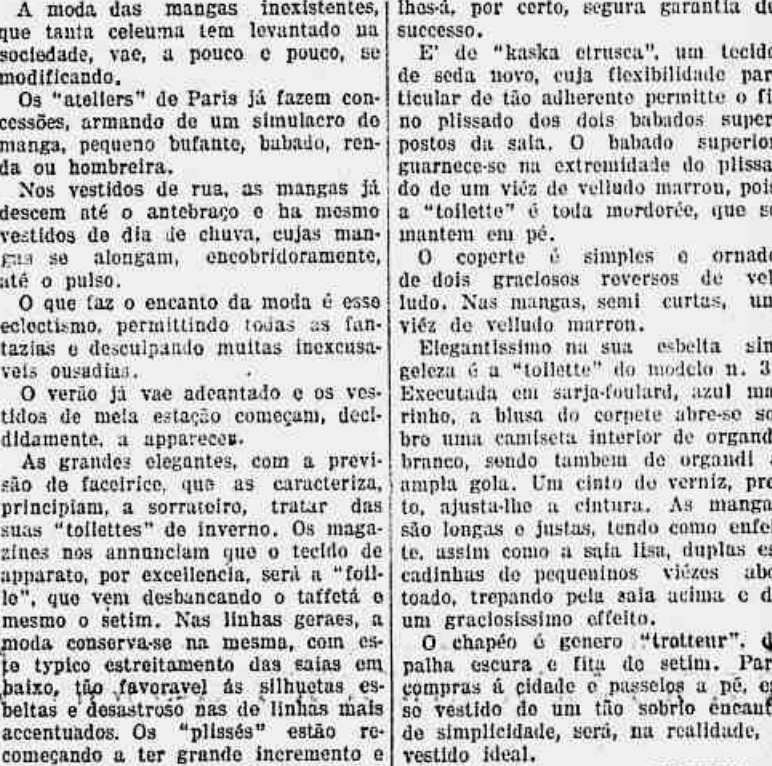 A moda das mangas inexistentes,
que tanta celeuma tem levantado na
sociedade, vae, a pouco e pouco, se
modificando.
Os "ateliers" de Paris já fazem con-
cessões, armando de um simulacro de
manga, pequeno bufante, babado, ren-
da ou hombreira.
Nos vestidos de rua, as mangas já
descem até o antebraço e ha mesmo
vestidos de dia de chuva, cujas man-
gas se alongam, encobridoramente,
até o pulso.
O que faz o encanto da moda é esse
eclectismo, permittindo todas as fan-
tazias e desculpando muitas inexcusa-
veis ousadias.
O verão já vae adeantado e os ves-
tidos de meia estação começam, deci-
didamente, a apparecer.
As grandes elegantes, com a previ-
são de faceirice, que as caracteriza,
principiam, a sorrateiro, tratar das
suas "toilettes" de inverno. Os maga-
zines nos annunciam que o tecido de
apparato, por excellencia, será a "foil-
le", que vem desbancando o taffetá e
mesmo o setim. Nas linhas geraes, a
moda conserva-se na mesma, com es-
te typico estreitamento das saias em
baixo, tão favoravel ás silhuetas es-
beltas e desastroso nas de linhas mais
accentuados. Os "plissés" estão re-
começando a ter grande incremento e
lhes-á, por certo, segura garantia de
successo.
E' de "kaska etrusca", um tecido
de seda novo, cuja flexibilidade par-
ticular de tão adherente permitte o fi
no plissado dos dois babados super
postos da saia. O babado superior
guarnece-se na extremidade do plissa
do de um viéz de velludo marrou, pois
a "toilette" é toda mordorée, que se
mantem em pé.
O coperte é simples e ornado
de dois graciosos reversos de vel
ludo. Nas mangas, semi curtas, um
viéz de velludo marron.
Elegantissimo na sua esbelta sin
geleza é a "toilette" do modelo n. 3
Executada em sarja-foulard, azul ma
rinho, a blusa do corpete abre-se so
bre uma camiseta interior de organdi
branco, sendo tambem de organdi a
ampla gola. Um cinto de verniz, pre
to, ajusta-lhe a cintura. As manga
são longas e justas, tendo como enfei
te, assim como a saia lisa, duplas es
cadinhas de pequeninos viézes abo
toado, trepando pela saia acima e d
um graciosissimo effeito.
O chapéo é genero "trotteur", d
palha escura e fita de setim. Par
compras á cidade e passeios a pé, es
se vestido de um tão sobrio encant
de simplicidade, será, na realidade,
vestido ideal.